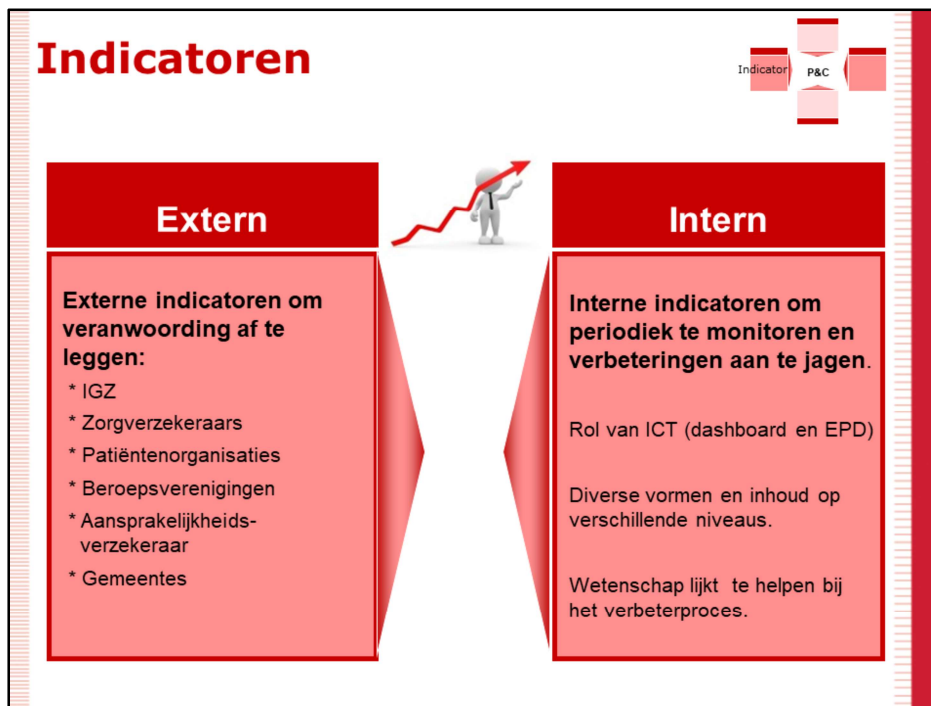 Indicatoren
Indicator
P&C
Extern
Externe indicatoren om
veranwoording af te
leggen:
* IGZ
* Zorgverzekeraars
* Patiëntenorganisaties
* Beroepsverenigingen
* Aansprakelijkheids-
verzekeraar
* Gemeentes
Intern
Interne indicatoren om
periodiek te monitoren en
verbeteringen aan te jagen.
Rol van ICT (dashboard en EPD)
Diverse vormen en inhoud op
verschillende niveaus.
Wetenschap lijkt te helpen bij
het verbeterproces.